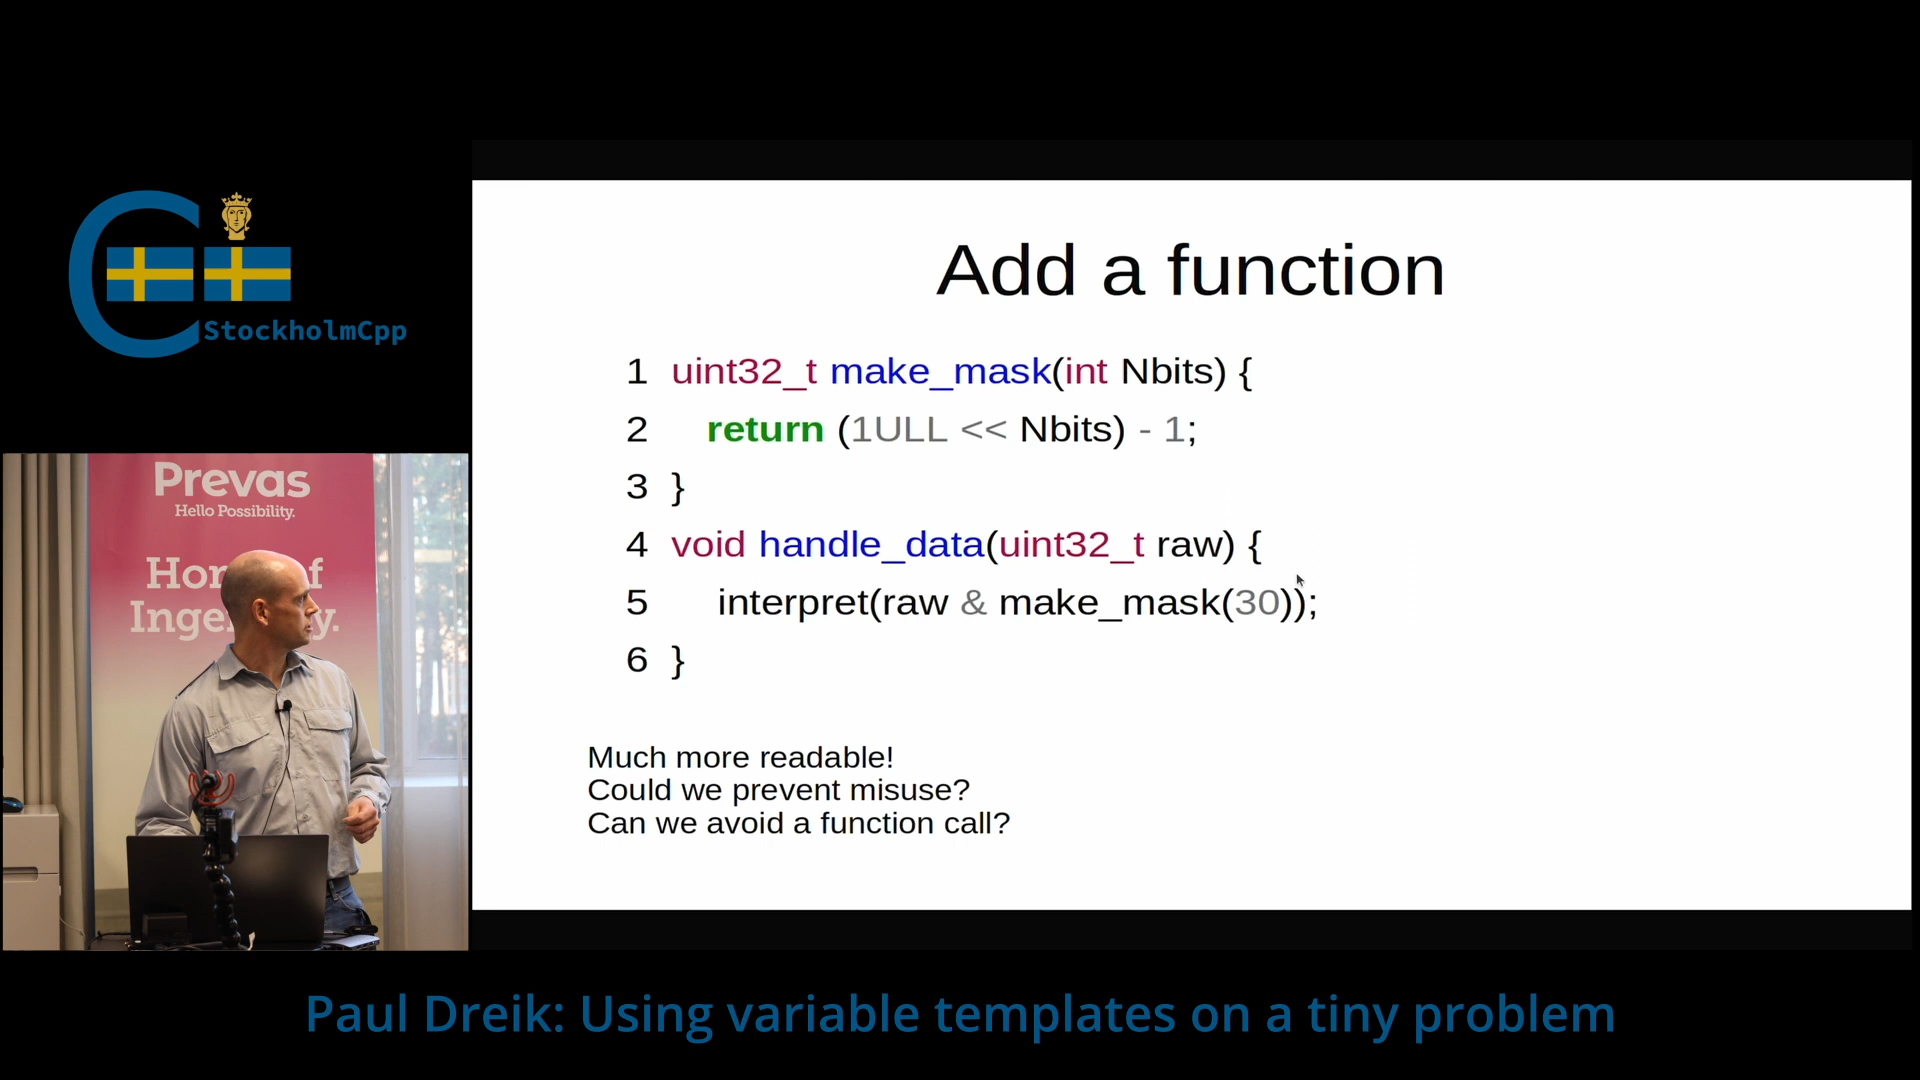 StockholmCpp
Prevas
Hello Possibility.
Add a function
1 uint32_t make_mask(int Nbits) {
2 return (1ULL << Nbits) - 1;
3 }
4 void handle_data(uint32_t raw) {
5 interpret(raw & make_mask(30));
6 }
Much more readable!
Could we prevent misuse?
Can we avoid a function call?
Paul Dreik: Using variable templates on a tiny problem